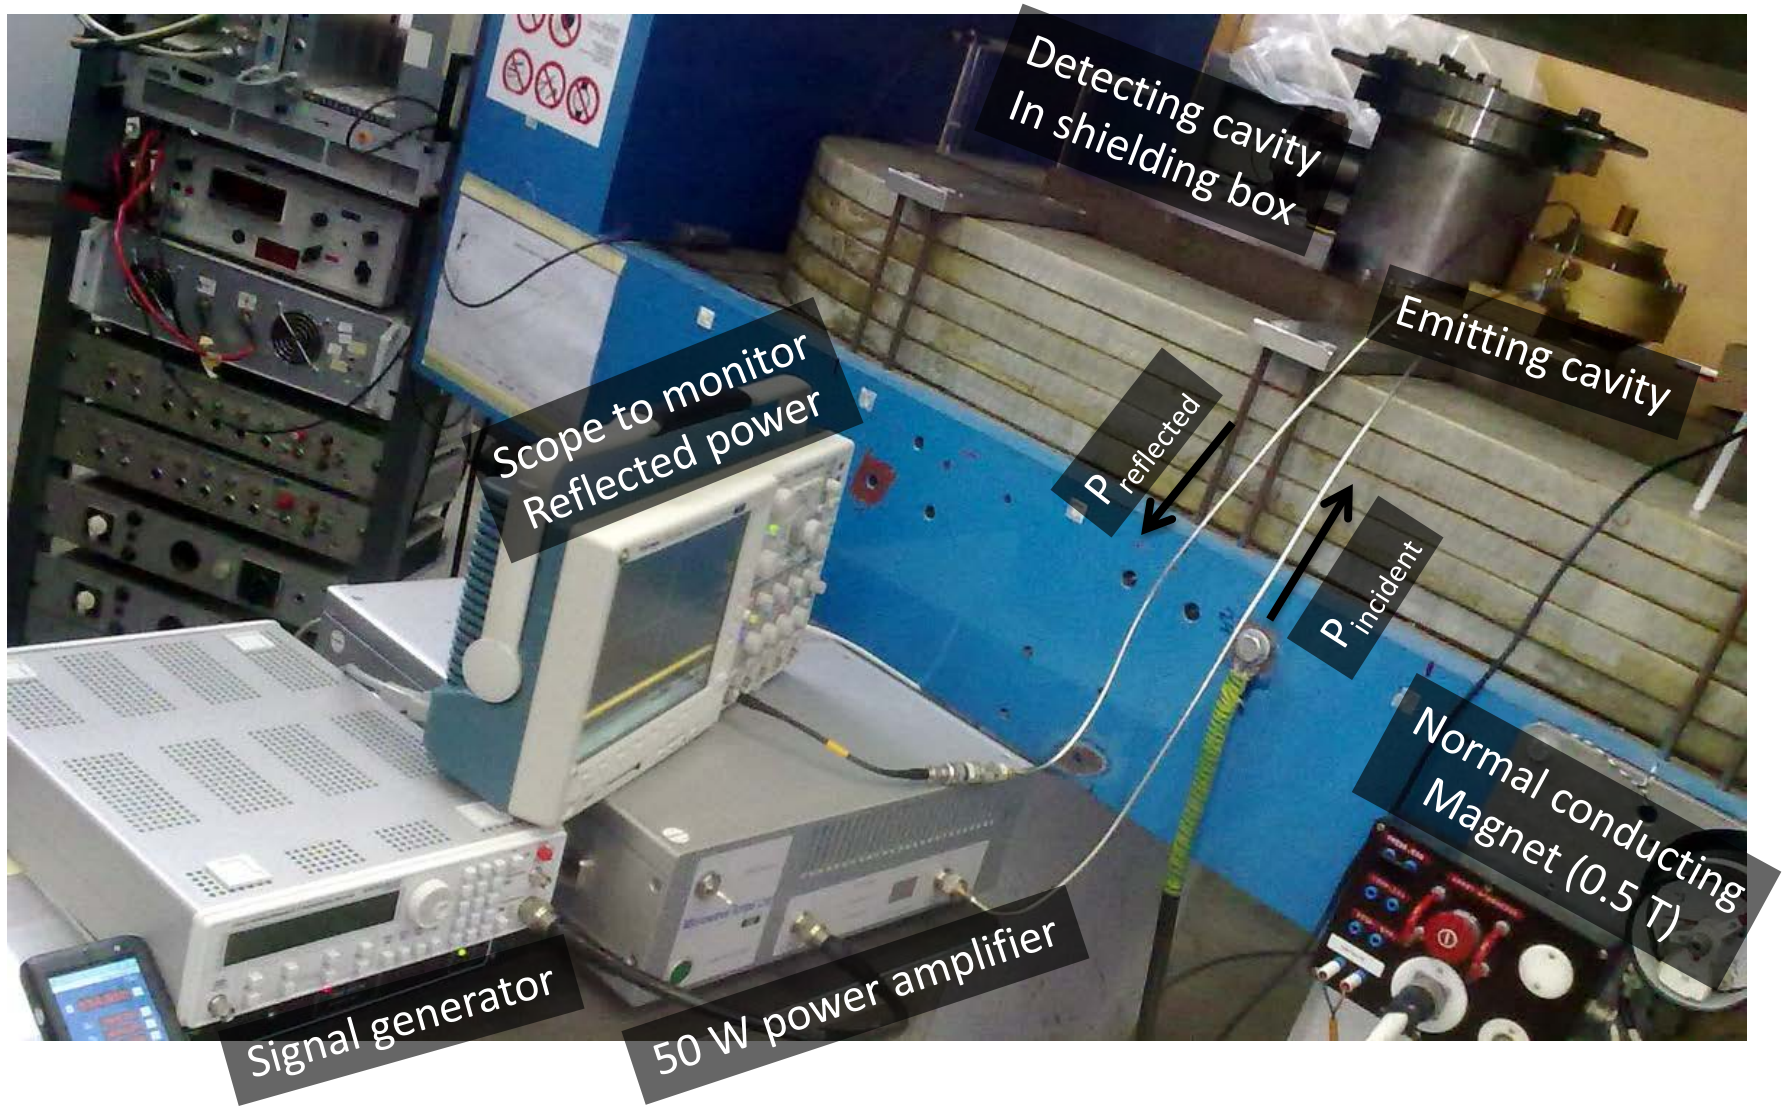 Detecting cavity
In shielding box
Emitting cavity
Scope to monitor
Reflected power
P reflected
P incident
Normal conducting
Magnet (0.5 T)
Signal generator
50 W power amplifier